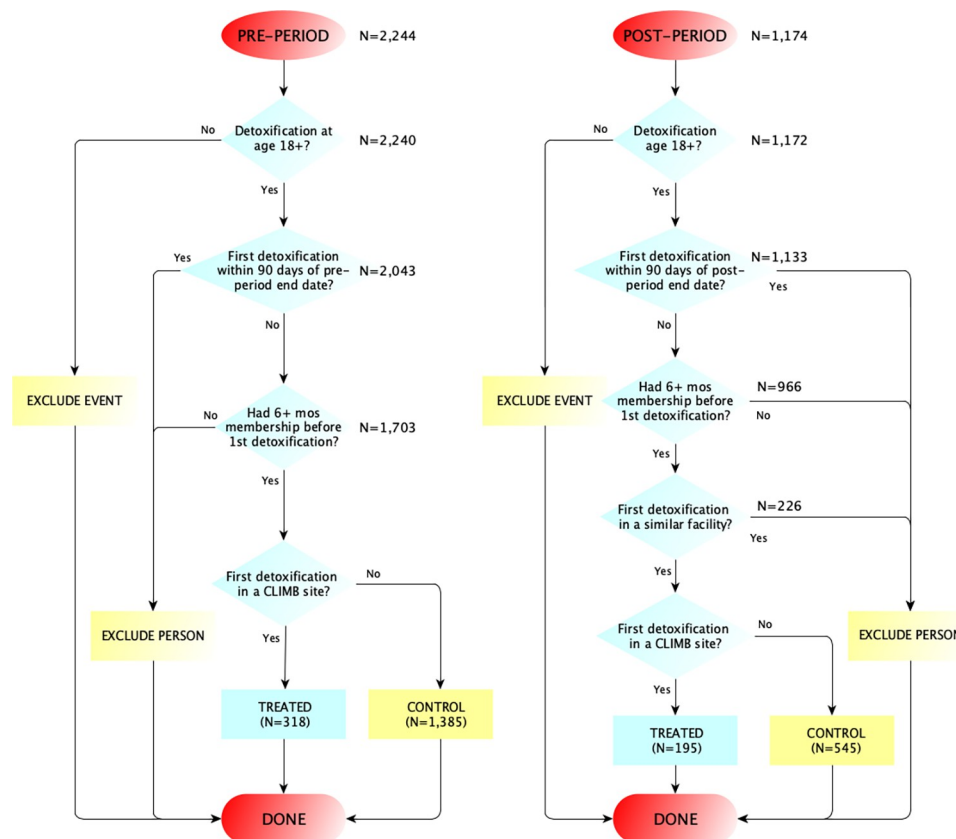 PRE-PERIOD
N=2,244
No
Detoxification at
age 18+?
N=2,240
Yes
Yes
First detoxification
within 90 days of pre-
period end date?
N=2,043
No
EXCLUDE EVENT
No
Had 6+ mos
membership before
1st detoxification?
N=1,703
Yes
First detoxification
in a CLIMB site?
No
EXCLUDE PERSON
Yes
TREATED
(N=318)
CONTROL
(N=1,385)
DONE
POST-PERIOD
N=1,174
No
Detoxification
age 18+?
N=1,172
Yes
First detoxification
within 90 days of post-
period end date?
N=1,133
Yes
No
EXCLUDE EVENT
Had 6+ mos
membership before
1st detoxification?
N=966
No
Yes
First detoxification
in a similar facility?
N=226
Yes
Yes
First detoxification
in a CLIMB site?
No
EXCLUDE PERSON
Yes
TREATED
(N=195)
CONTROL
(N=545)
DONE